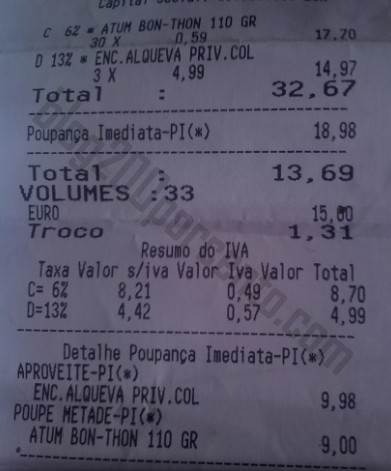 Capital
C 6% * ATUM BON-THON 110 GR
30 X 0,59 17,70
D 13% * ENC.ALQUEVA PRIV.COL
3 X 4,99 14,97
Total : 32,67
Poupança Imediata-PI(*) 18,98
Total : 13,69
VOLUMES :33
EURO 15,00
Troco 1,31
Resumo do IVA
Taxa Valor s/iva Valor Iva Valor Total
C= 6% 8,21 0,49 8,70
D=13% 4,42 0,57 4,99
Detalhe Poupança Imediata-PI(*)
APROVEITE-PI(*)
ENC.ALQUEVA PRIV.COL 9,98
POUPE METADE-PI(*)
ATUM BON-THON 110 GR 9,00